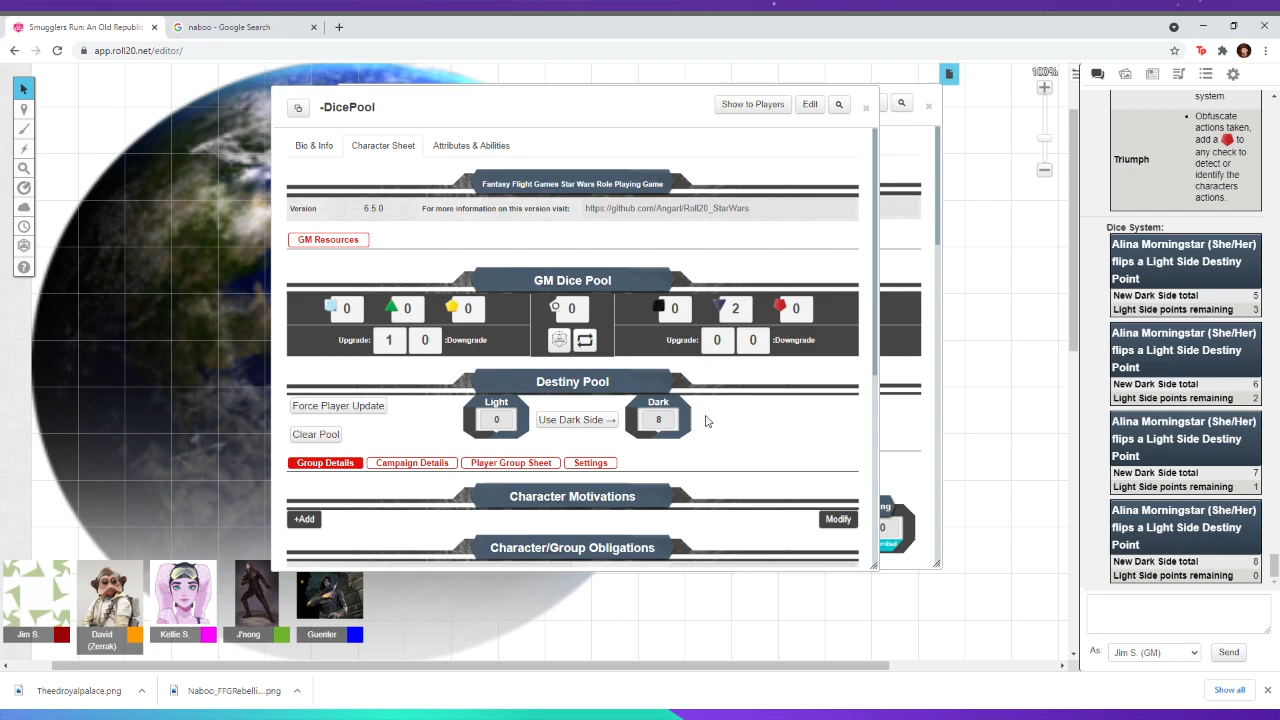 Smugglers Run: An Old Republic
naboo - Google Search
app.roll20.net/editor/
100%
-DicePool
Show to Players
Edit
Bio & Info
Character Sheet
Attributes & Abilities
Fantasy Flight Games Star Wars Role Playing Game
Version
6.5.0
For more information on this version visit:
https://github.com/Angarl/Roll20_StarWars
GM Resources
GM Dice Pool
0
0
0
0
0
2
0
Upgrade:
1
0
:Downgrade
Upgrade:
0
0
:Downgrade
Destiny Pool
Force Player Update
Clear Pool
Light
0
Use Dark Side →
Dark
8
Group Details
Campaign Details
Player Group Sheet
Settings
Character Motivations
+Add
Modify
Character/Group Obligations
ng
0
system.
Triumph
• Obfuscate
actions taken,
add a to
any check to
detect or
identify the
characters
actions.
Dice System:
Alina Morningstar (She/Her)
flips a Light Side Destiny
Point
New Dark Side total 5
Light Side points remaining 3
Alina Morningstar (She/Her)
flips a Light Side Destiny
Point
New Dark Side total 6
Light Side points remaining 2
Alina Morningstar (She/Her)
flips a Light Side Destiny
Point
New Dark Side total 7
Light Side points remaining 1
Alina Morningstar (She/Her)
flips a Light Side Destiny
Point
New Dark Side total 8
Light Side points remaining 0
As:
Jim S. (GM)
Send
Jim S.
David
(Zerrak)
Kellie S.
J'nong
Guenter
Theedroyalpalace.png
Naboo_FFGRebelli....png
Show all